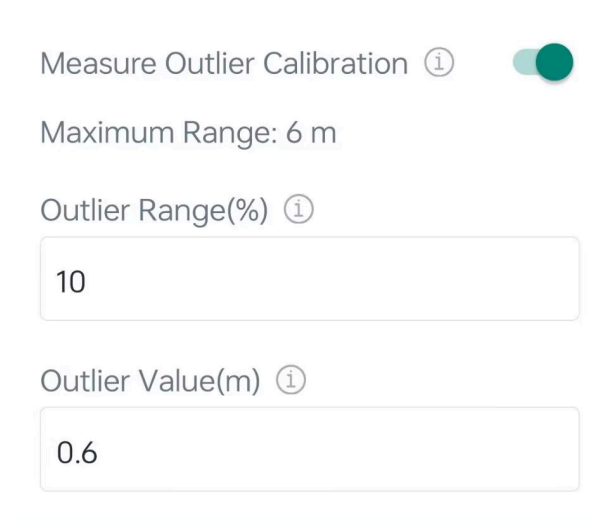 Measure Outlier Calibration ⓘ
Maximum Range: 6 m
Outlier Range(%) ⓘ
10
Outlier Value(m) ⓘ
0.6